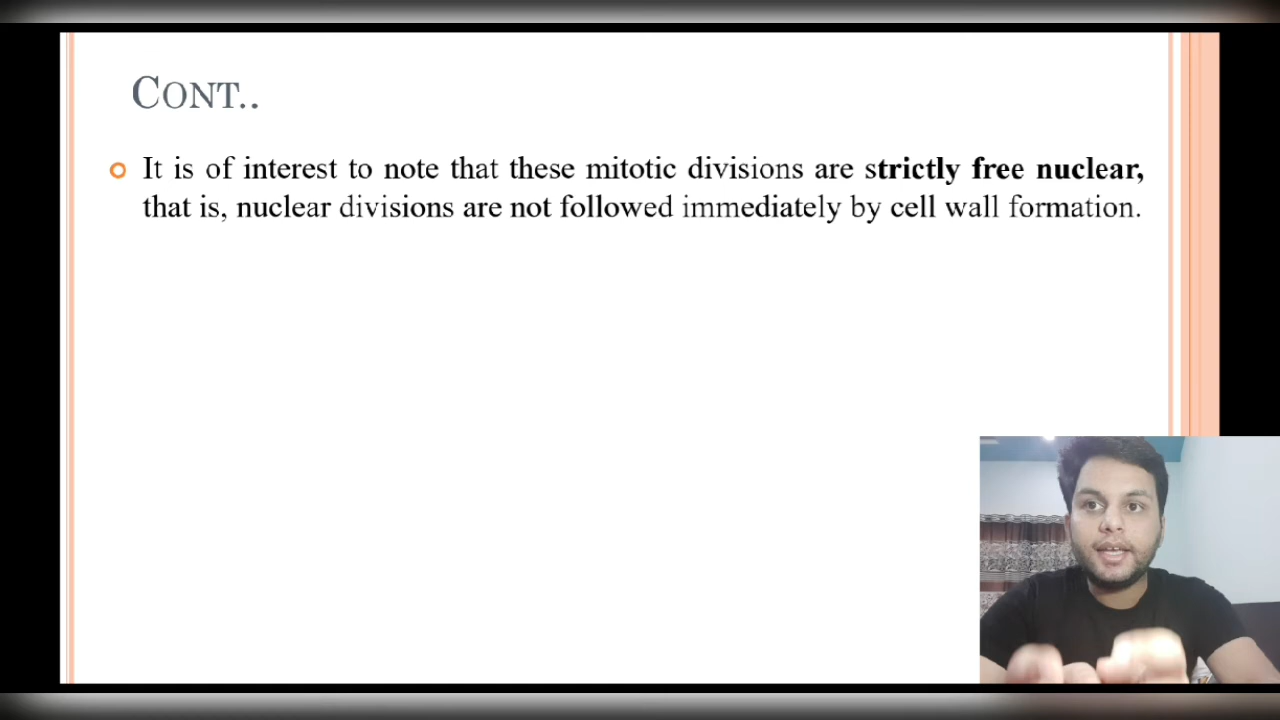 CONT..
It is of interest to note that these mitotic divisions are strictly free nuclear,
that is, nuclear divisions are not followed immediately by cell wall formation.